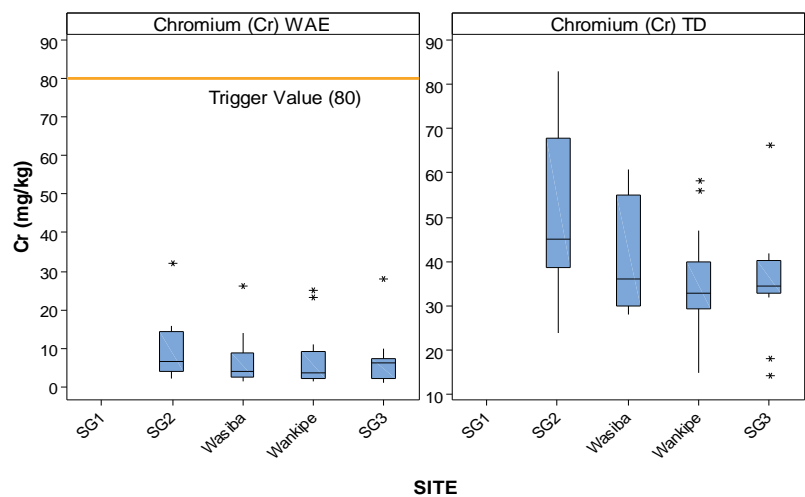 Chromium (Cr) WAE
Chromium (Cr) TD
Cr (mg/kg)
90
80
70
60
50
40
30
20
10
0
Trigger Value (80)
90
80
70
60
50
40
30
20
10
SG1
SG2
Wasiba
Wankipe
SG3
SG1
SG2
Wasiba
Wankipe
SG3
SITE